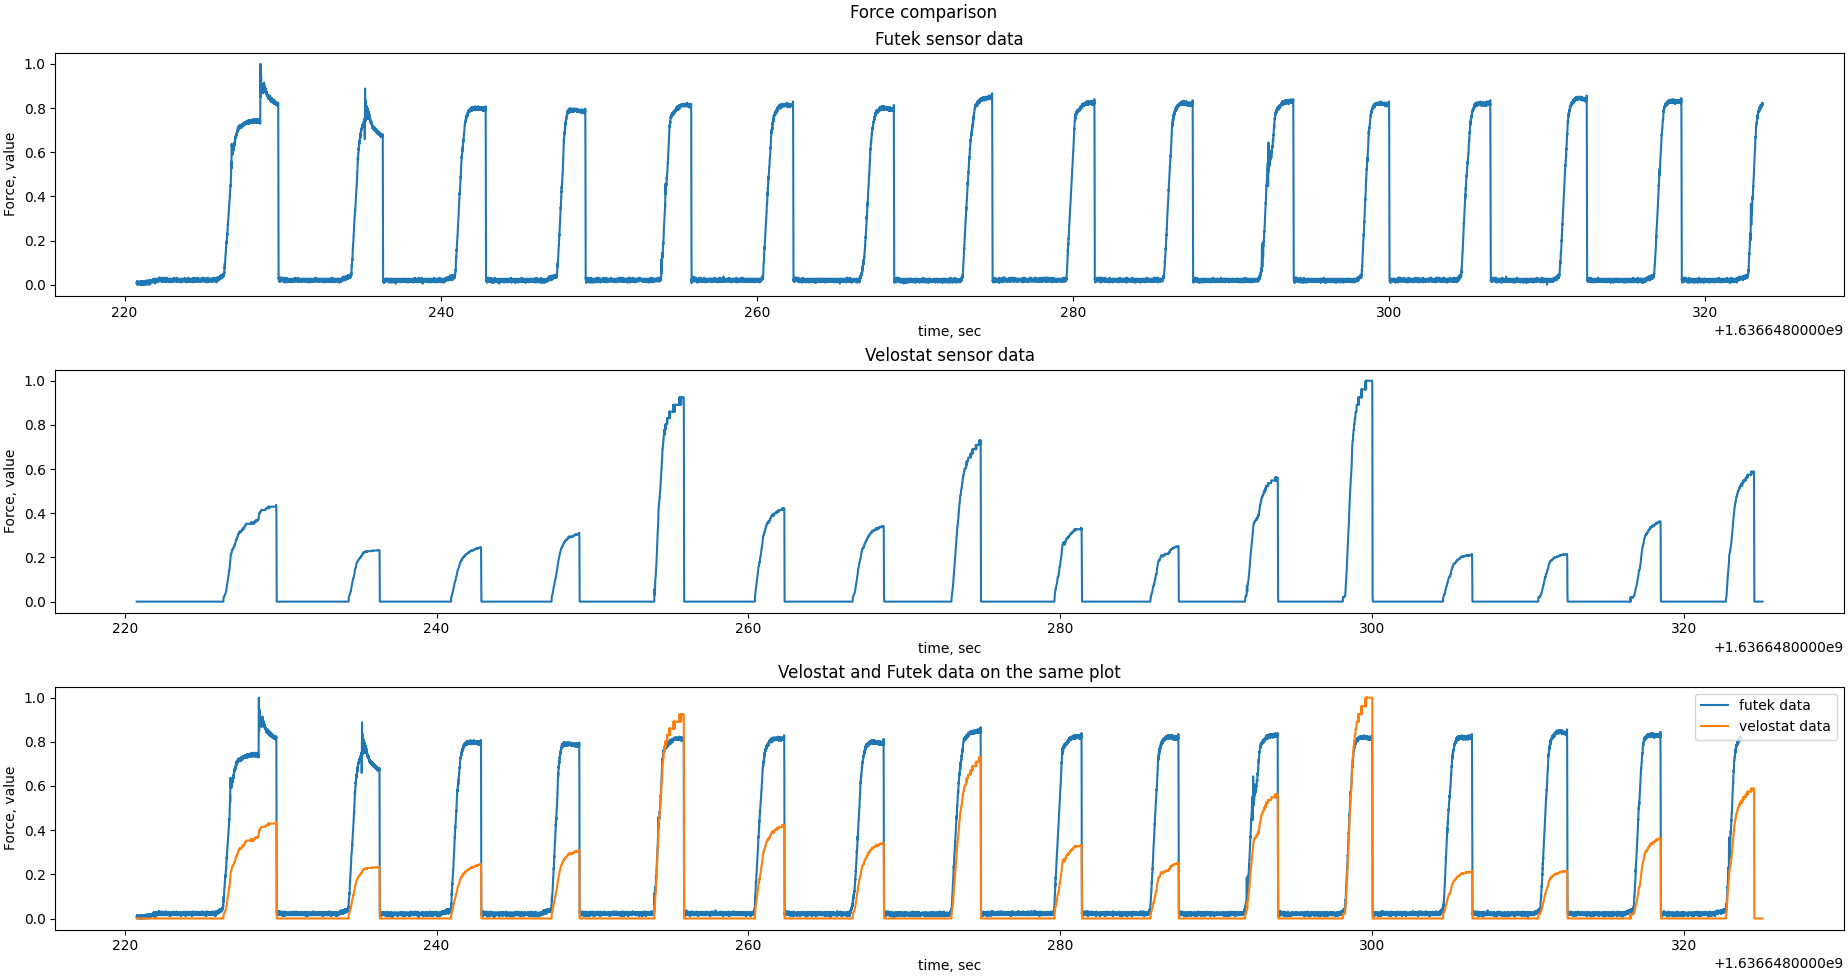 Force comparison
Futek sensor data
1.0
0.8
0.6
0.4
0.2
0.0
Force, value
220 240 260 280 300 320
time, sec
+1.6366480000e9
Velostat sensor data
1.0
0.8
0.6
0.4
0.2
0.0
Force, value
220 240 260 280 300 320
time, sec
+1.6366480000e9
Velostat and Futek data on the same plot
1.0
0.8
0.6
0.4
0.2
0.0
Force, value
futek data
velostat data
220 240 260 280 300 320
time, sec
+1.6366480000e9